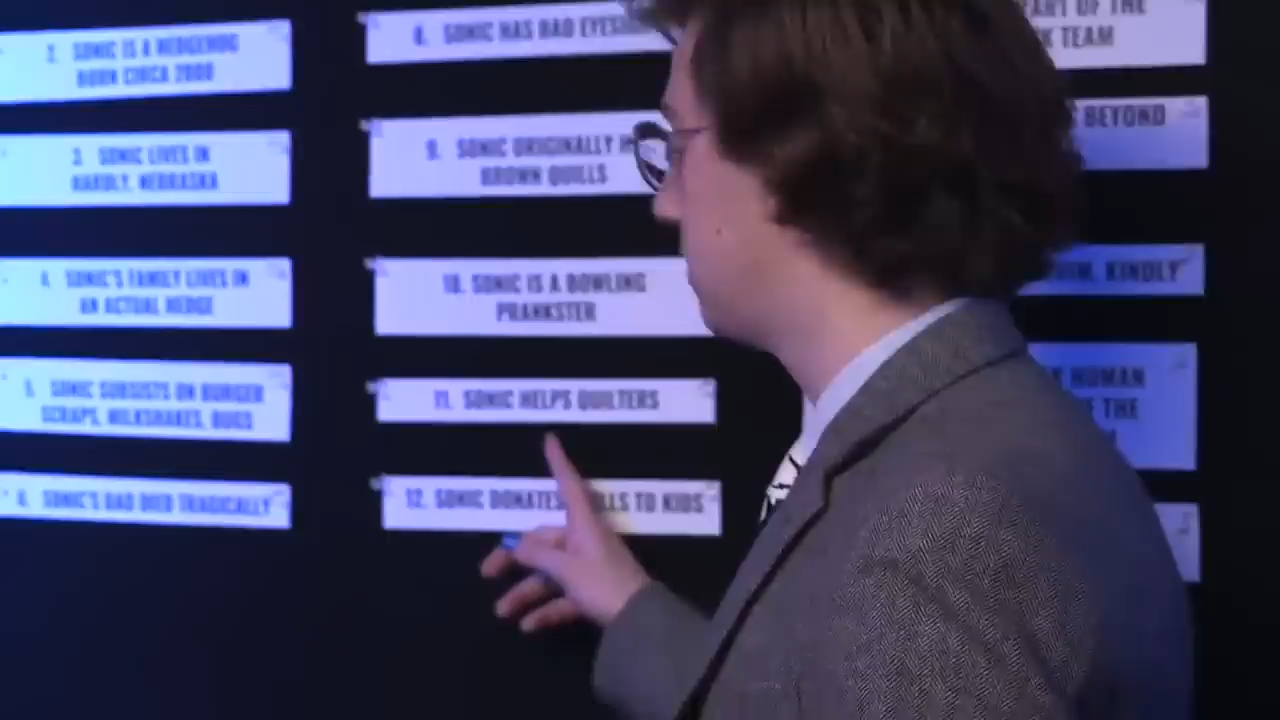 2. SONIC IS A HEDGEHOG
BORN CIRCA 2000
3. SONIC LIVES IN
HARDLY, NEBRASKA
4. SONIC'S FAMILY LIVES IN
AN ACTUAL HEDGE
5. SONIC SUBSISTS ON BURGER
SCRAPS, MILKSHAKES, BUGS
6. SONIC'S DAD DIED TRAGICALLY
8. SONIC HAS BAD
9. SONIC ORIGINALLY
BROWN QUILLS
10. SONIC IS A BOWLING
PRANKSTER
11. SONIC HELPS QUILTERS
12. SONIC DONATES TO KIDS
OF THE
TEAM
BEYOND
KINDLY
HUMAN
THE